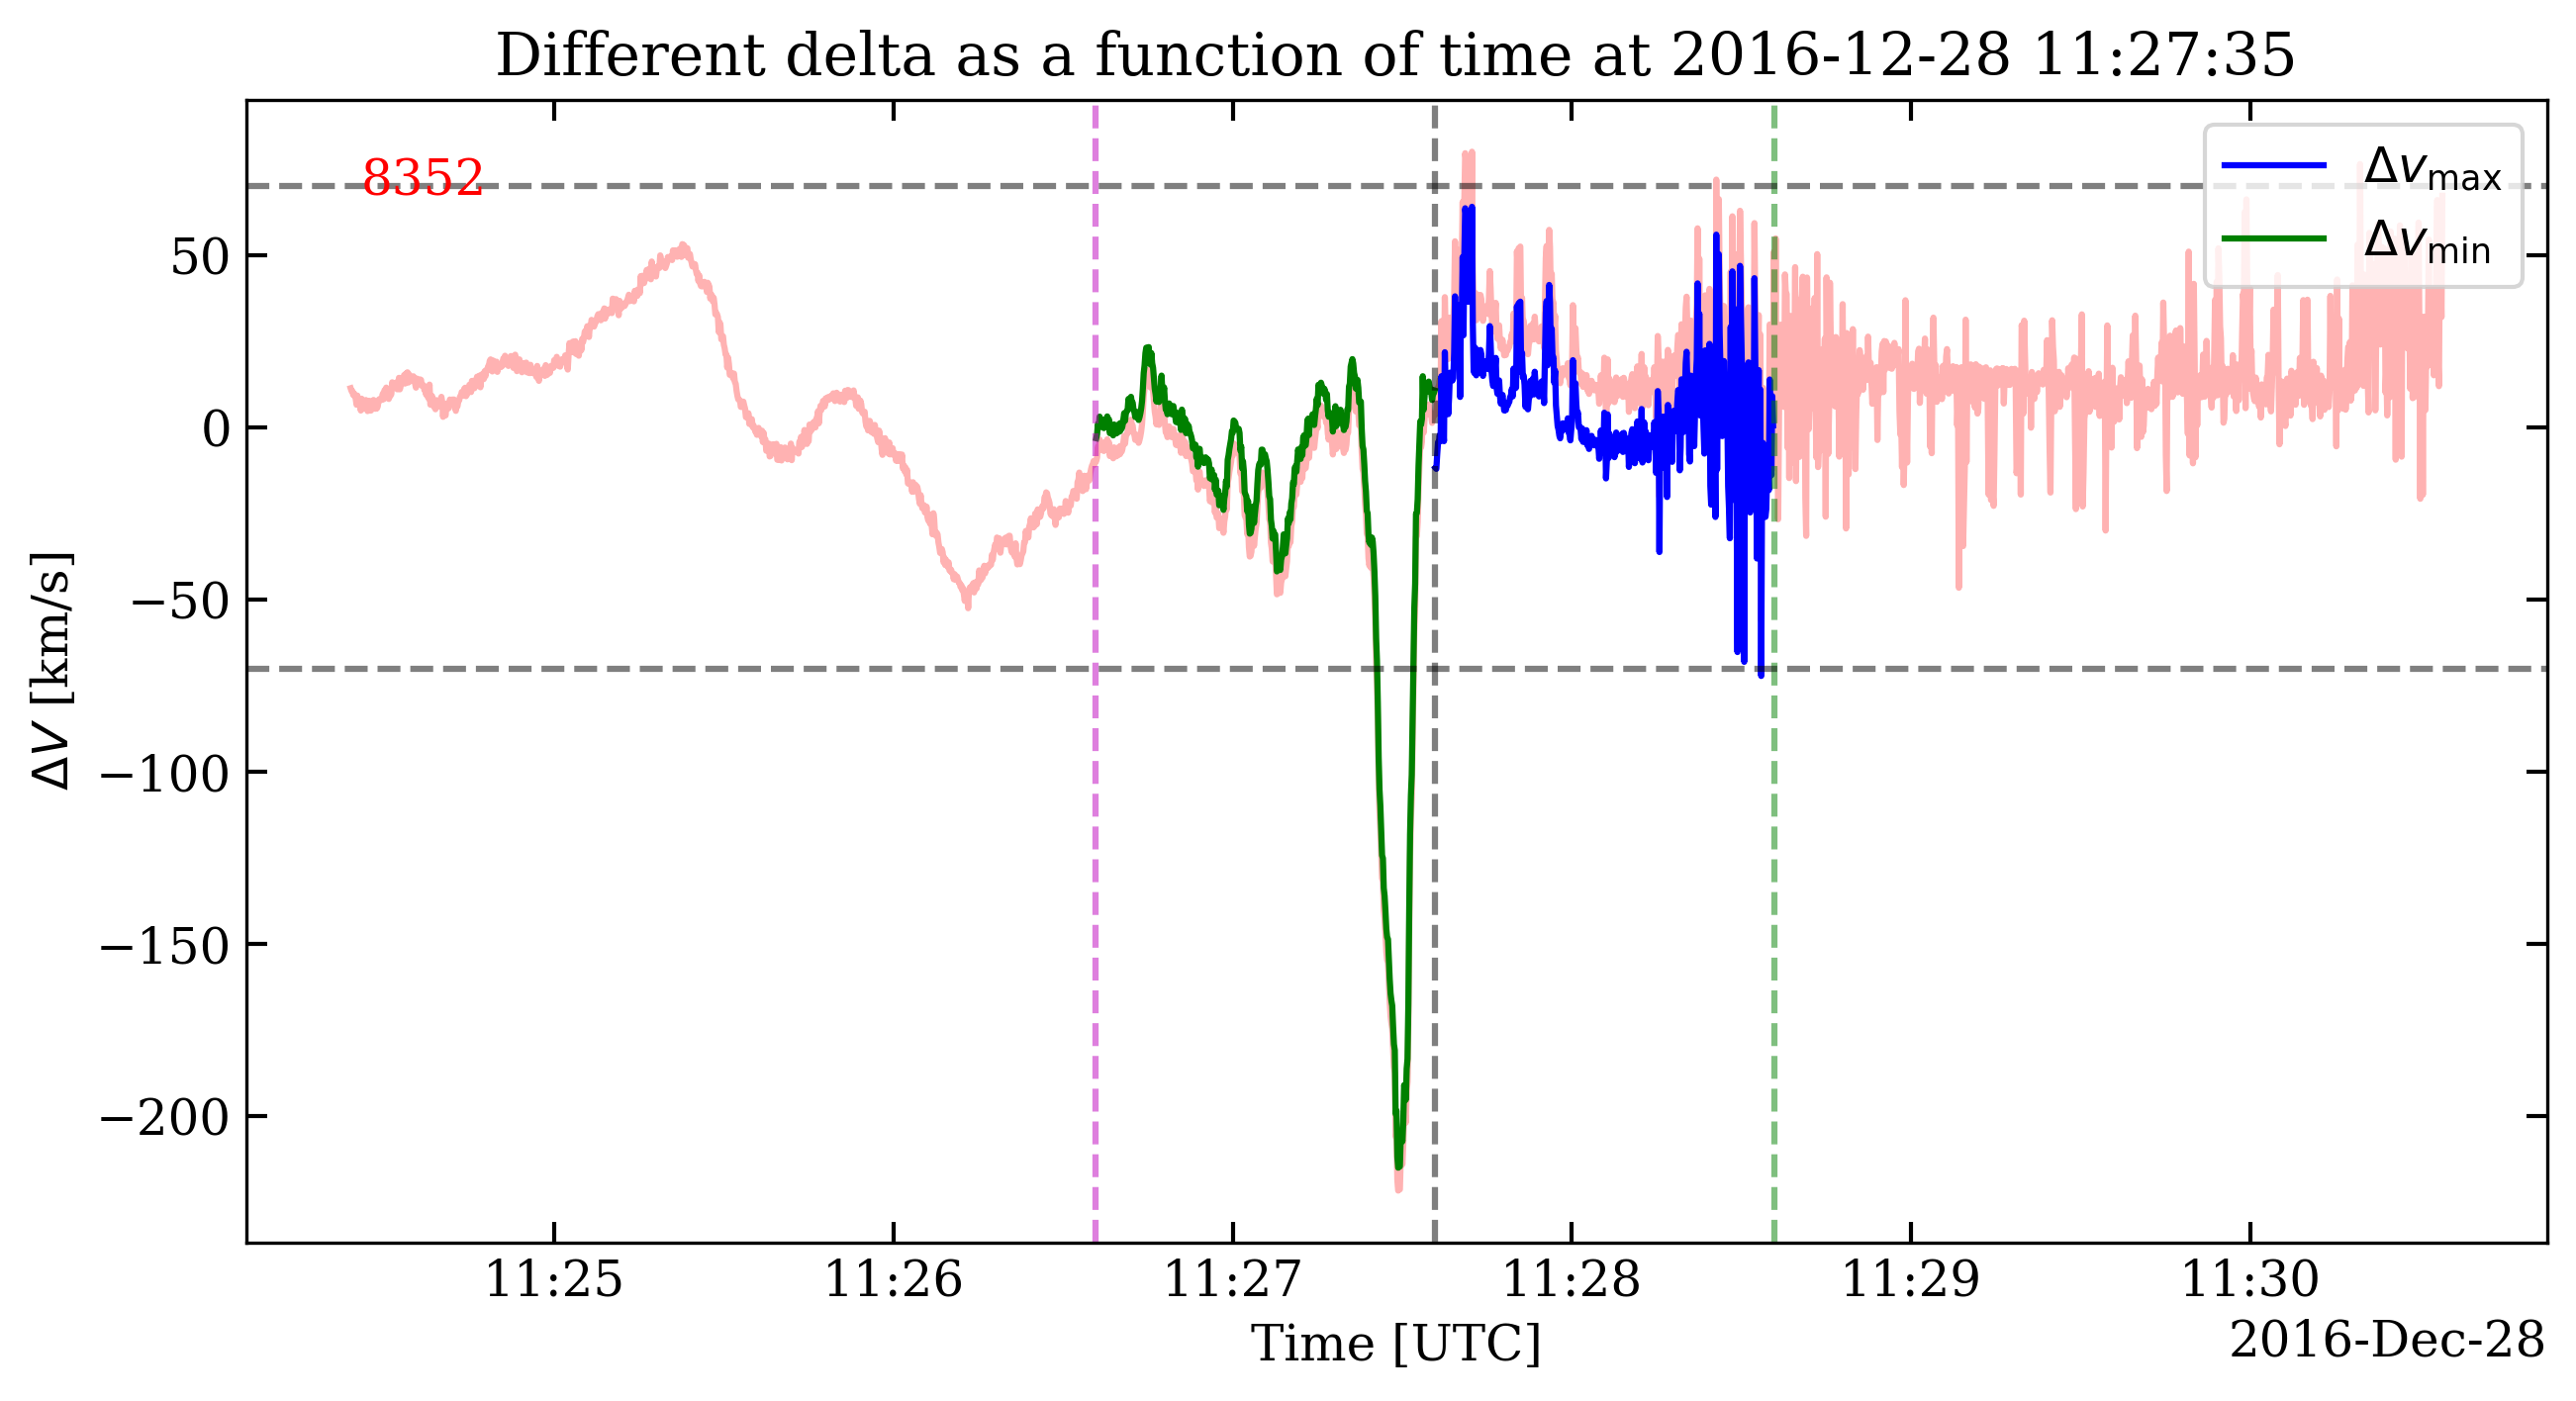 Different delta as a function of time at 2016-12-28 11:27:35
8352
Δv_max
Δv_min
ΔV [km/s]
50
0
−50
−100
−150
−200
11:25 11:26 11:27 11:28 11:29 11:30
Time [UTC]
2016-Dec-28